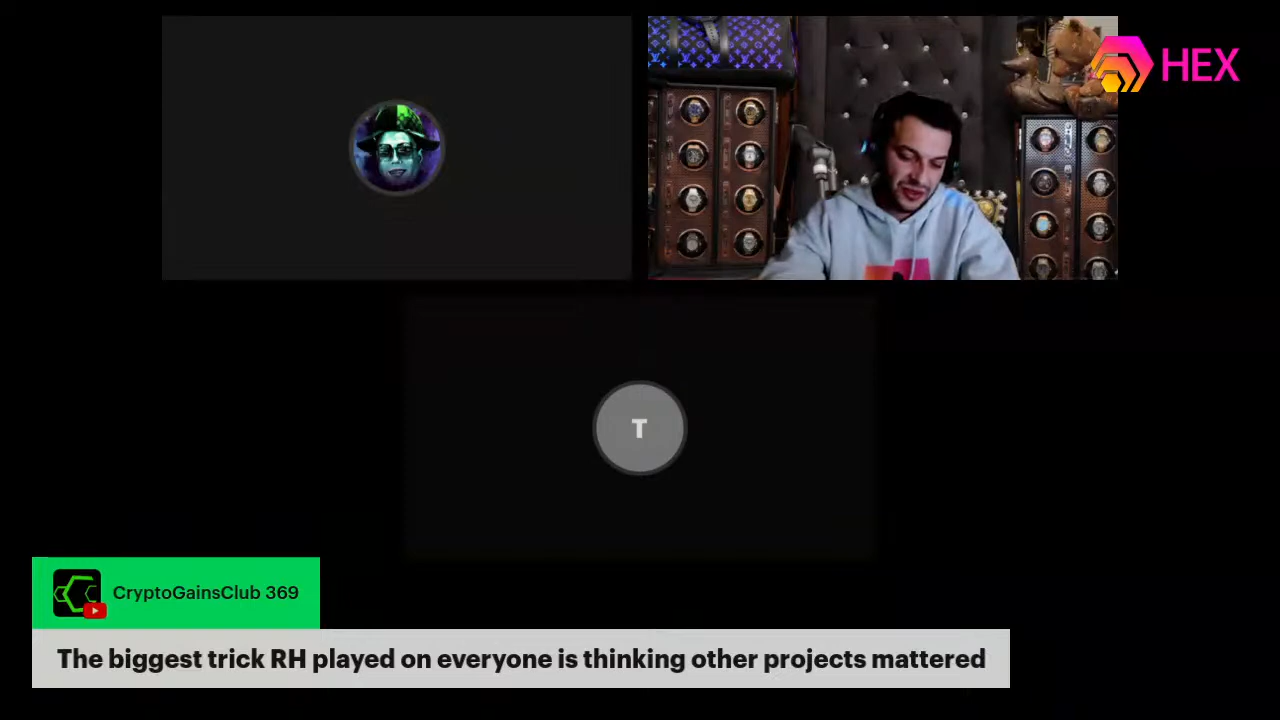 HEX
T
CryptoGainsClub 369
The biggest trick RH played on everyone is thinking other projects mattered